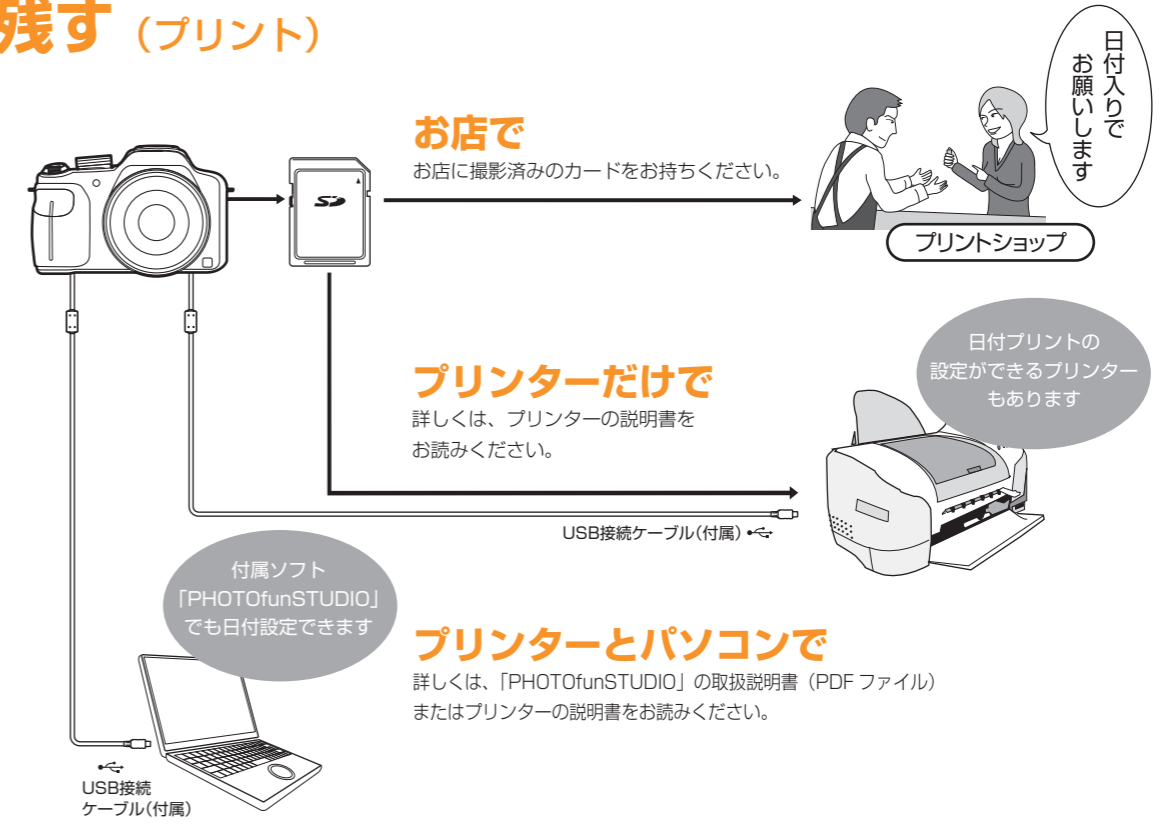 残す（プリント）
お店で
お店に撮影済みのカードをお持ちください。
日付入りで
お願いします
プリントショップ
SD
プリンターだけで
詳しくは、プリンターの説明書を
お読みください。
日付プリントの
設定ができるプリンター
もあります
USB接続ケーブル（付属）
付属ソフト
「PHOTOfunSTUDIO」
でも日付設定できます
プリンターとパソコンで
詳しくは、「PHOTOfunSTUDIO」の取扱説明書（PDF ファイル）
またはプリンターの説明書をお読みください。
USB接続
ケーブル（付属）